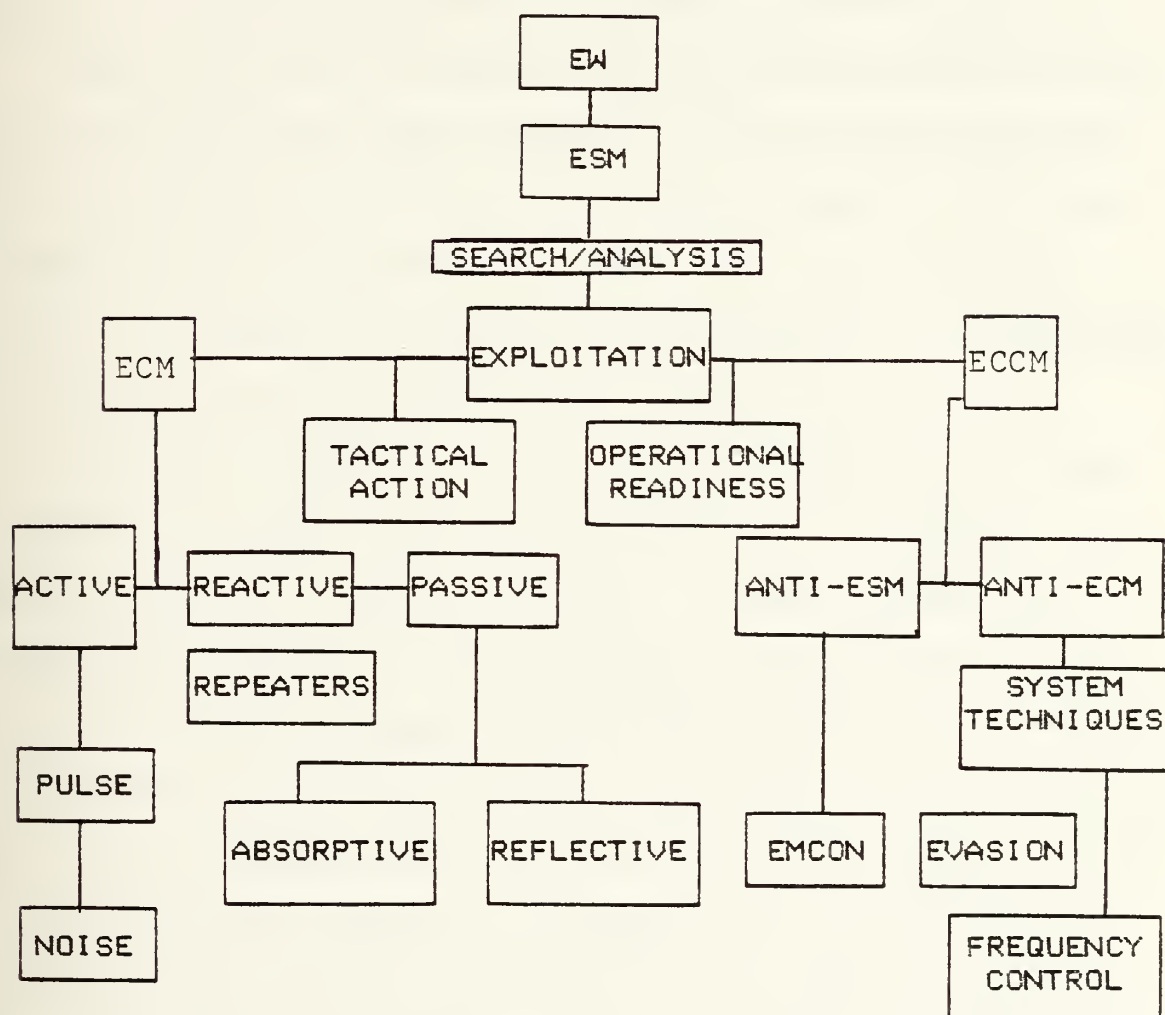 EW
ESM
SEARCH/ANALYSIS
ECM
EXPLOITATION
ECCM
TACTICAL
ACTION
OPERATIONAL
READINESS
ACTIVE
REACTIVE
PASSIVE
ANTI-ESM
ANTI-ECM
REPEATERS
SYSTEM
TECHNIQUES
PULSE
ABSORPTIVE
REFLECTIVE
EMCON
EVASION
NOISE
FREQUENCY
CONTROL